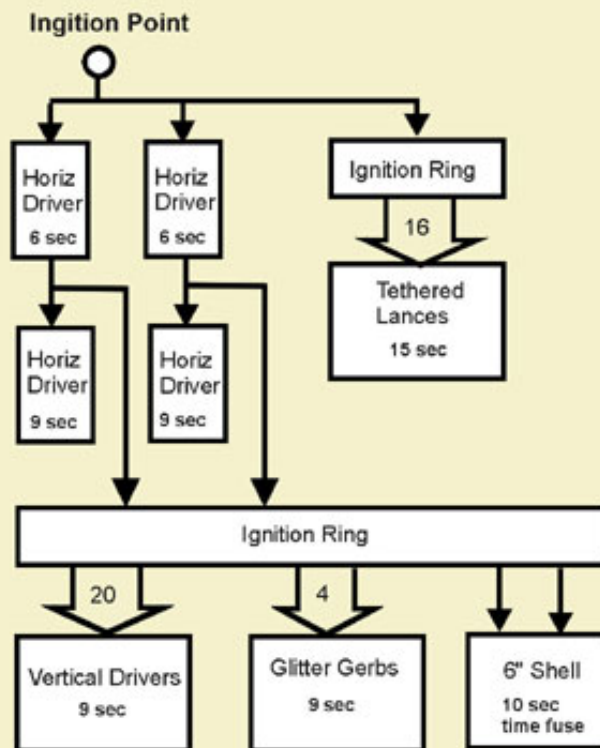 Ingition Point
Horiz
Driver
6 sec
Horiz
Driver
6 sec
Ignition Ring
16
Tethered
Lances
15 sec
Horiz
Driver
9 sec
Horiz
Driver
9 sec
Ignition Ring
20
4
Vertical Drivers
9 sec
Glitter Gerbs
9 sec
6" Shell
10 sec
time fuse